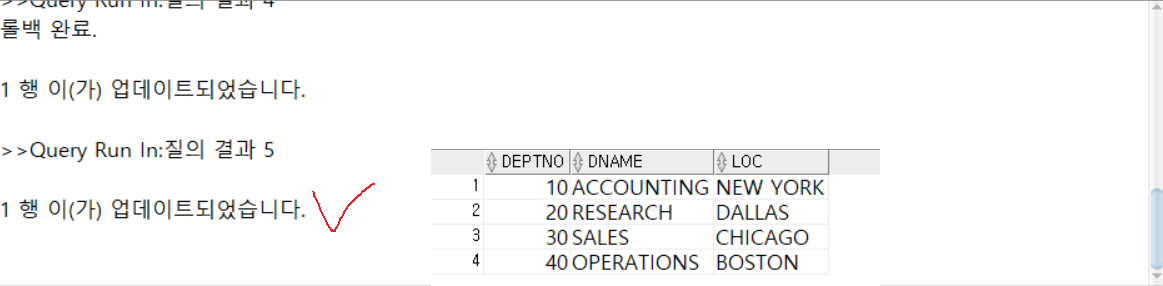 >>Query Run In:질의 결과 4
롤백 완료.
1 행 이(가) 업데이트되었습니다.
>>Query Run In:질의 결과 5
1 행 이(가) 업데이트되었습니다.
DEPTNO DNAME LOC
1 10 ACCOUNTING NEW YORK
2 20 RESEARCH DALLAS
3 30 SALES CHICAGO
4 40 OPERATIONS BOSTON